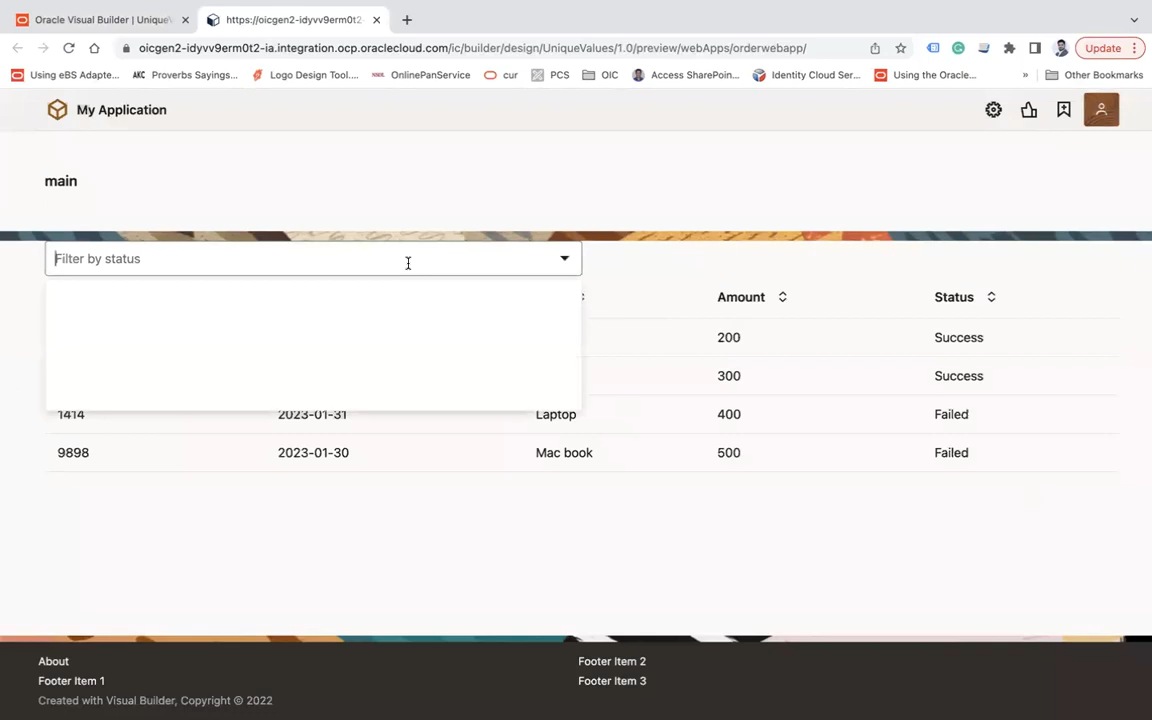 Oracle Visual Builder | UniqueV
https://oicgen2-idyvv9erm0t2-
oicgen2-idyvv9erm0t2-ia.integration.ocp.oraclecloud.com/ic/builder/design/UniqueValues/1.0/preview/webApps/orderwebapp/
Update
Using eBS Adapte... AKC Proverbs Sayings... Logo Design Tool.... OnlinePanService cur PCS OIC Access SharePoin... Identity Cloud Ser... Using the Oracle... » Other Bookmarks
My Application
main
Filter by status
Amount Status
200 Success
300 Success
1414 2023-01-31 Laptop 400 Failed
9898 2023-01-30 Mac book 500 Failed
About Footer Item 2
Footer Item 1 Footer Item 3
Created with Visual Builder, Copyright © 2022